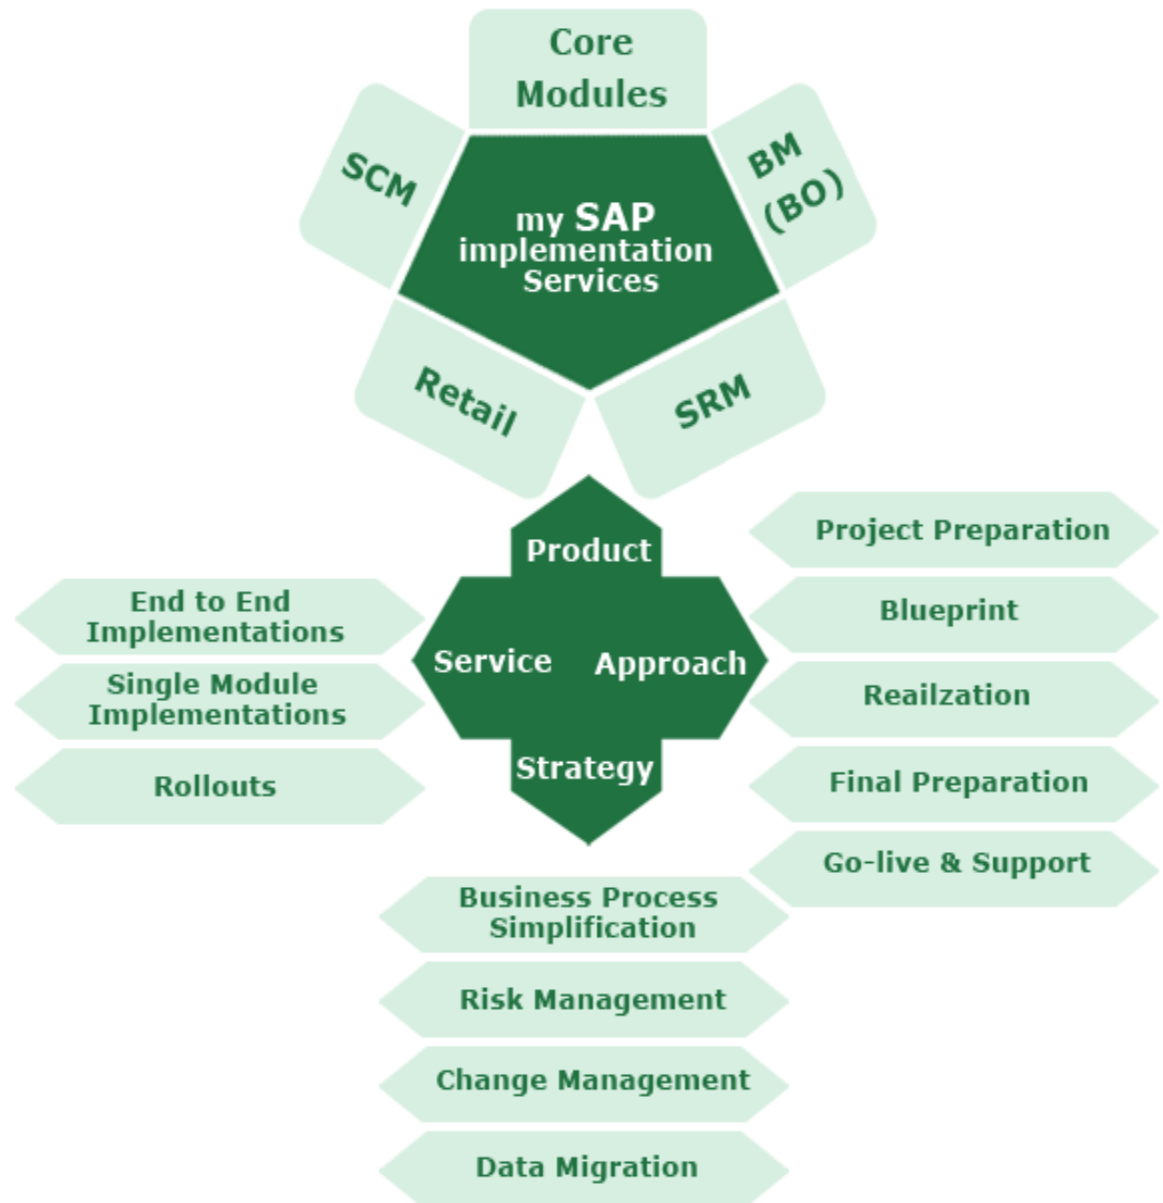 Core
Modules
SCM
BM
(BO)
my SAP
implementation
Services
Retail
SRM
Product
Service
Approach
Strategy
End to End
Implementations
Single Module
Implementations
Rollouts
Project Preparation
Blueprint
Reailzation
Final Preparation
Go-live & Support
Business Process
Simplification
Risk Management
Change Management
Data Migration